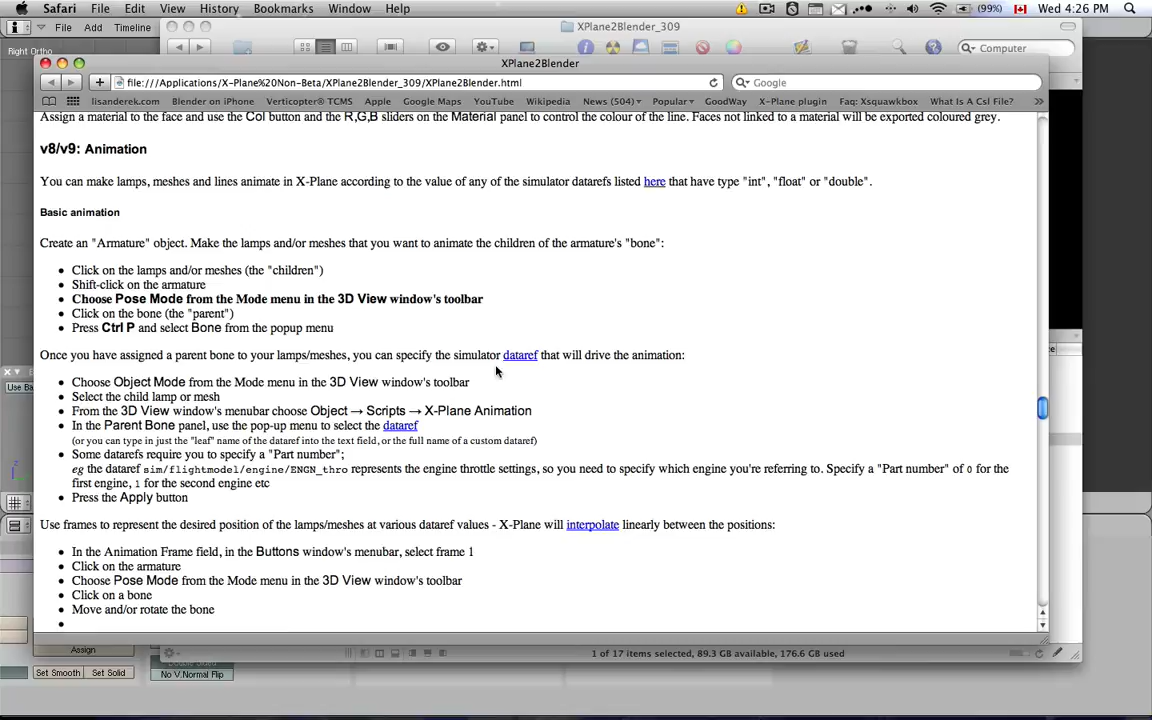 Safari File Edit View History Bookmarks Window Help (99%) Wed 4:26 PM
File Add Timeline
XPlane2Blender_309
Right Ortho
Computer
XPlane2Blender
file:///Applications/X-Plane%20Non-Beta/XPlane2Blender_309/XPlane2Blender.html
Google
lisanderek.com Blender on iPhone Verticopter® TCMS Apple Google Maps YouTube Wikipedia News (504) Popular GoodWay X-Plane plugin Faq: Xsquawkbox What Is A Csl File? »
Assign a material to the face and use the Col button and the R,G,B sliders on the Material panel to control the colour of the line. Faces not linked to a material will be exported coloured grey.
v8/v9: Animation
You can make lamps, meshes and lines animate in X-Plane according to the value of any of the simulator datarefs listed here that have type "int", "float" or "double".
Basic animation
Create an "Armature" object. Make the lamps and/or meshes that you want to animate the children of the armature's "bone":
Click on the lamps and/or meshes (the "children")
Shift-click on the armature
Choose Pose Mode from the Mode menu in the 3D View window's toolbar
Click on the bone (the "parent")
Press Ctrl P and select Bone from the popup menu
Once you have assigned a parent bone to your lamps/meshes, you can specify the simulator dataref that will drive the animation:
Choose Object Mode from the Mode menu in the 3D View window's toolbar
Select the child lamp or mesh
From the 3D View window's menubar choose Object → Scripts → X-Plane Animation
In the Parent Bone panel, use the pop-up menu to select the dataref
(or you can type in just the "leaf" name of the dataref into the text field, or the full name of a custom dataref)
Some datarefs require you to specify a "Part number";
eg the dataref sim/flightmodel/engine/ENGN_thro represents the engine throttle settings, so you need to specify which engine you're referring to. Specify a "Part number" of 0 for the
first engine, 1 for the second engine etc
Press the Apply button
Use frames to represent the desired position of the lamps/meshes at various dataref values - X-Plane will interpolate linearly between the positions:
In the Animation Frame field, in the Buttons window's menubar, select frame 1
Click on the armature
Choose Pose Mode from the Mode menu in the 3D View window's toolbar
Click on a bone
Move and/or rotate the bone
Use Ba
Assign
1 of 17 items selected, 89.3 GB available, 176.6 GB used
Set Smooth Set Solid
No V.Normal Flip